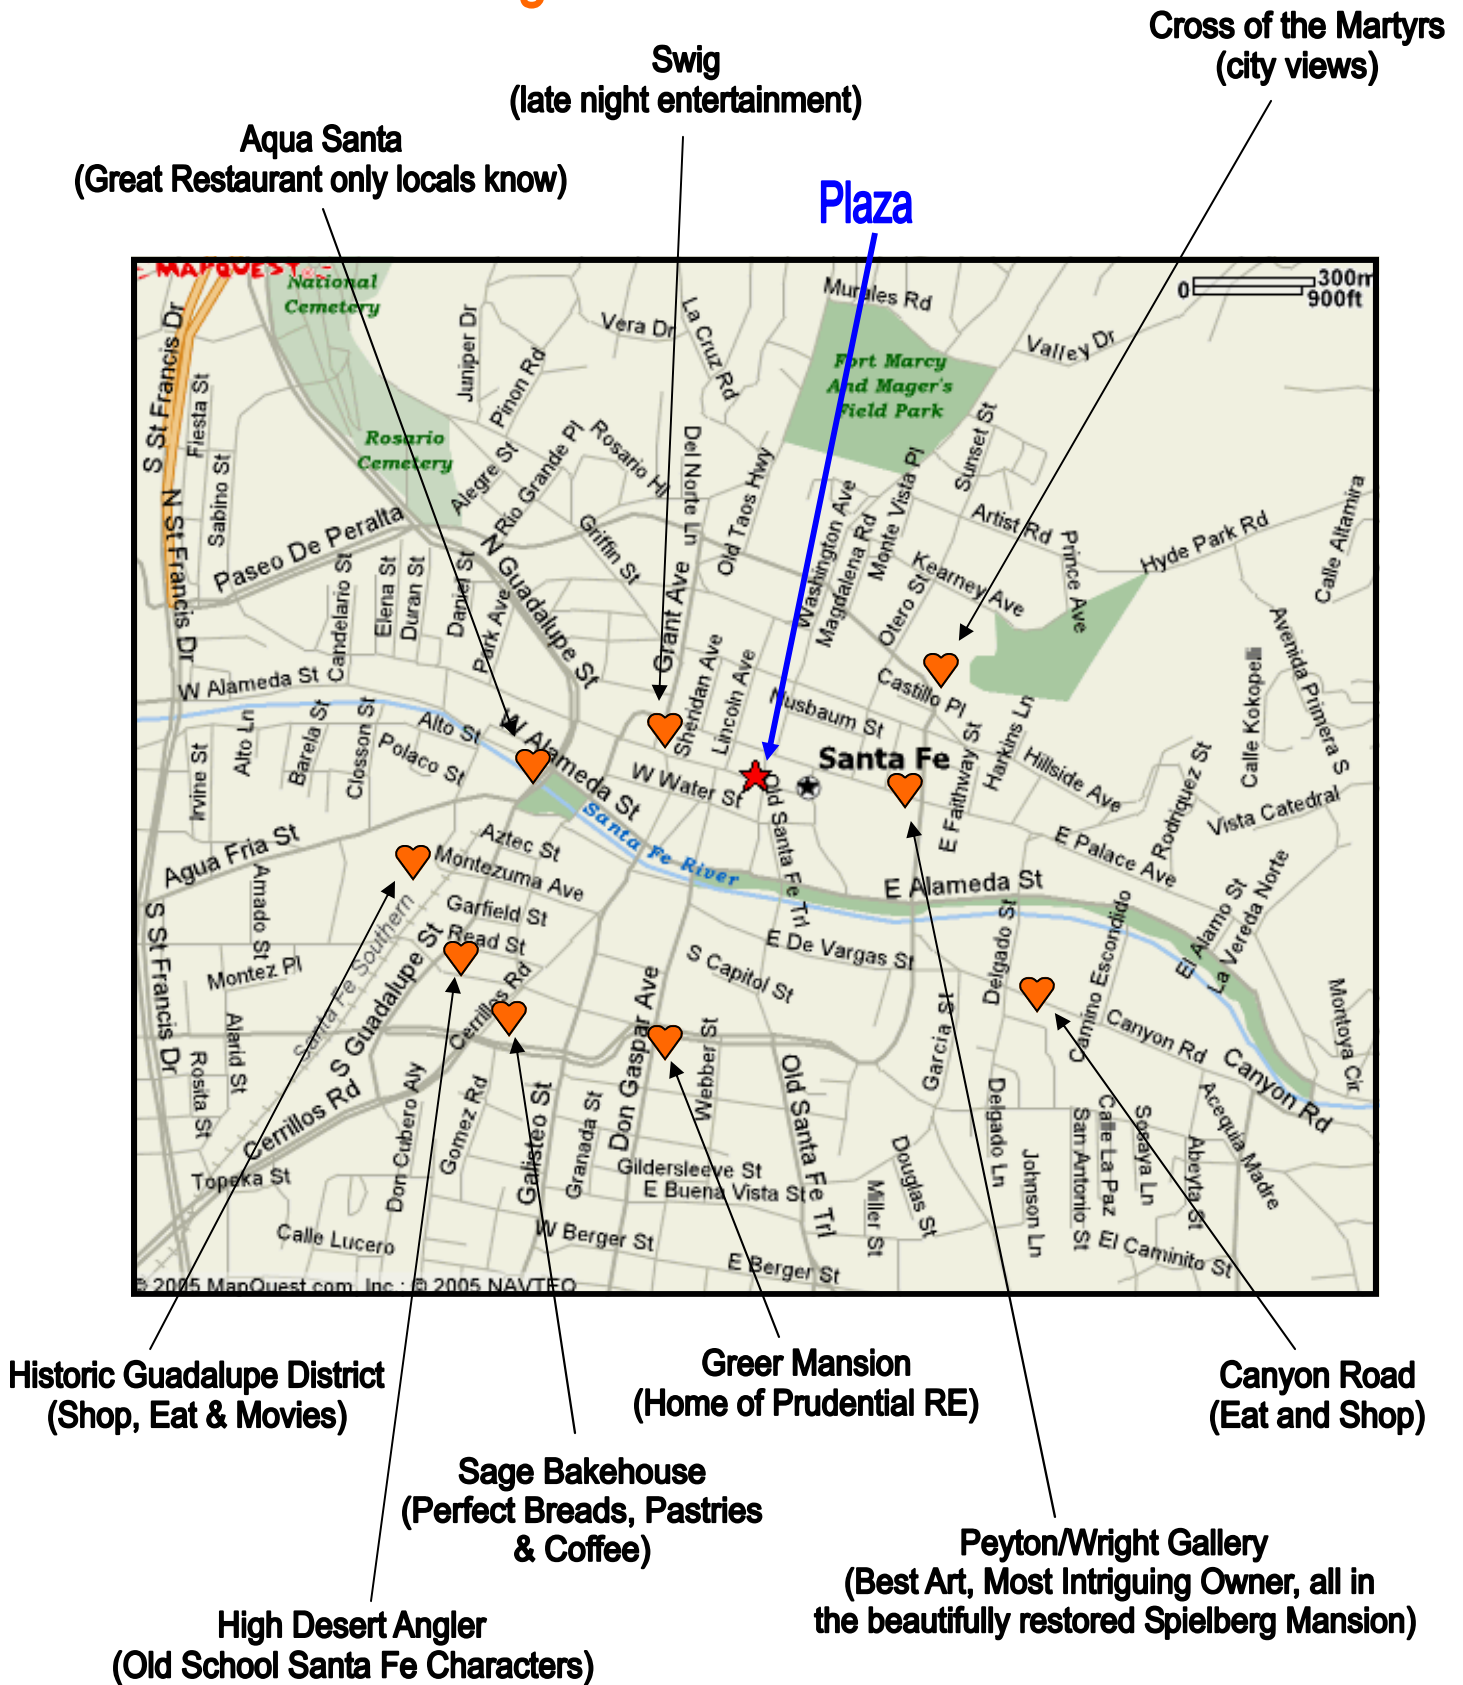 Cross of the Martyrs
(city views)
Swig
(late night entertainment)
Aqua Santa
(Great Restaurant only locals know)
Plaza
MAPQUEST
National
Cemetery
0
300m
900ft
Murales Rd
Vera Dr
La Cruz Rd
Valley Dr
Juniper Dr
Pinon Rd
S St Francis Dr
Fiesta St
Fort Marcy
And Mager's
Field Park
Rosario
Cemetery
Sabino St
Alegre St
Rio Grande Pl
Rosario Hl
Del Norte Ln
Old Taos Hwy
Sunset St
Monte Vista Pl
Washington Ave
Magdalena Rd
Artist Rd
Prince Ave
Hyde Park Rd
Calle Altamira
N St Francis Dr
Paseo De Peralta
Griffin St
Kearney Ave
Otero St
Candelario St
Elena St
Duran St
Daniel St
Park Ave
N Guadalupe St
Grant Ave
Sheridan Ave
Lincoln Ave
Castillo Pl
Nusbaum St
Avenida Primera S
Calle Kokopelli
W Alameda St
Alto Ln
Barela St
Closson St
Alto St
Polaco St
W Alameda St
Irvine St
W Water St
Santa Fe
E Faithway St
Harkins Ln
Hillside Ave
Rodriquez St
Vista Catedral
Agua Fria St
Aztec St
Montezuma Ave
Santa Fe River
Old Santa Fe Trl
E Palace Ave
E Alameda St
Amado St
Garfield St
Read St
Santa Fe Southern
S Guadalupe St
Cerrillos Rd
S Capitol St
E De Vargas St
Delgado St
Camino Escondido
El Alamo St
La Vereda Norte
Montez Pl
S St Francis Dr
Alarid St
Rosita St
Cerrillos Rd
Don Gaspar Ave
Webber St
Garcia St
Canyon Rd
Canyon Rd
Montoya Cir
Old Santa Fe Trl
Don Cubero Aly
Gomez Rd
Galisteo St
Granada St
Gildersleeve St
E Buena Vista St
Topeka St
Calle Lucero
W Berger St
E Berger St
Miller St
Douglas St
Delgado Ln
Johnson Ln
San Antonio St
Calle La Paz
Sosaya Ln
Abeyta St
Acequia Madre
El Caminito St
© 2005 MapQuest.com, Inc.; © 2005 NAVTEQ
Historic Guadalupe District
(Shop, Eat & Movies)
Greer Mansion
(Home of Prudential RE)
Canyon Road
(Eat and Shop)
Sage Bakehouse
(Perfect Breads, Pastries
& Coffee)
Peyton/Wright Gallery
(Best Art, Most Intriguing Owner, all in
the beautifully restored Spielberg Mansion)
High Desert Angler
(Old School Santa Fe Characters)